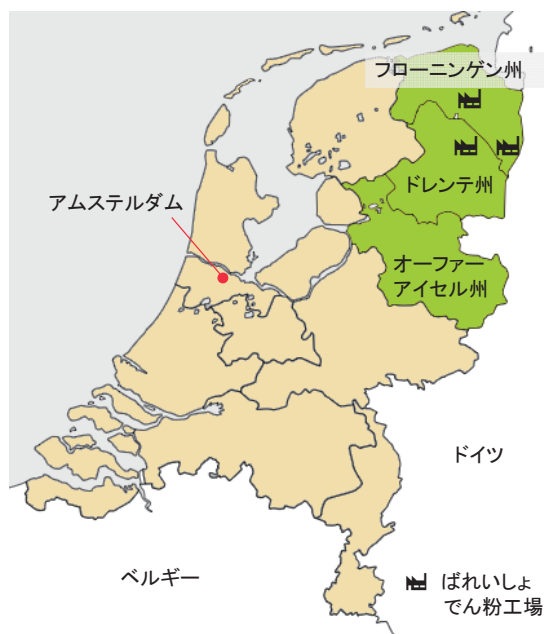 フローニンゲン州
ドレンテ州
アムステルダム
オーファー
アイセル州
ドイツ
ベルギー
ばれいしょ
でん粉工場